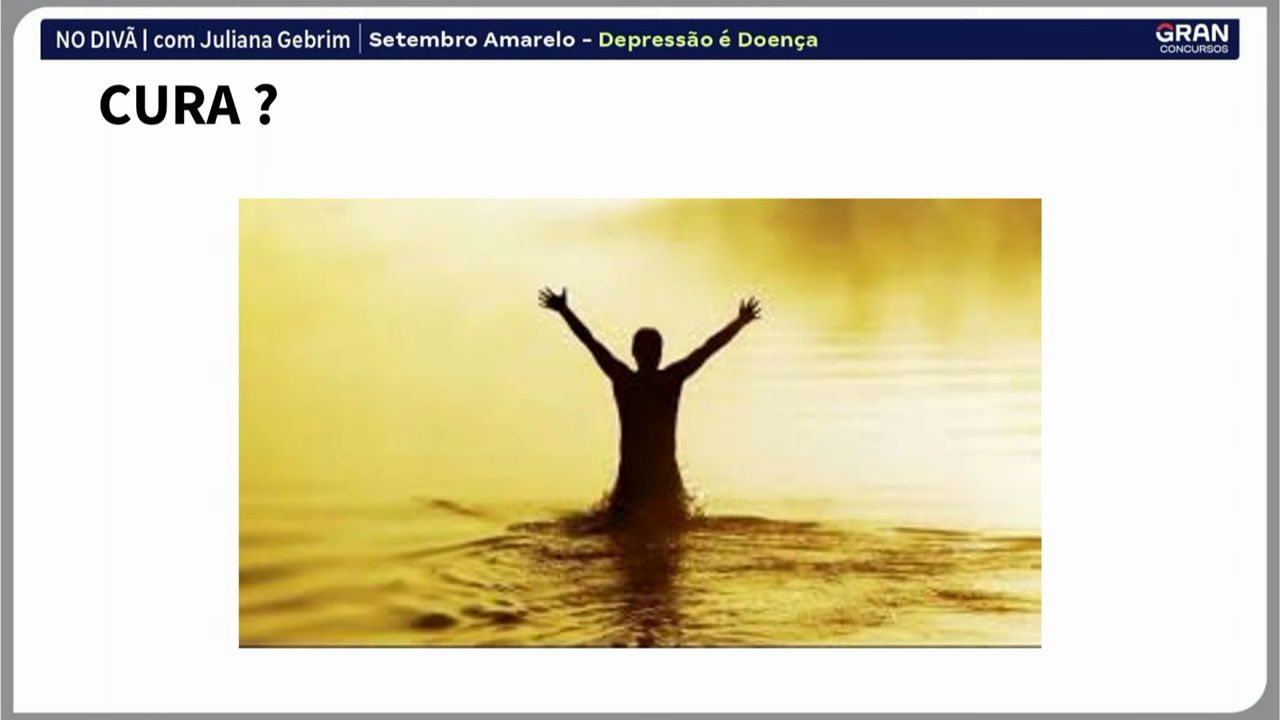 NO DIVÃ | com Juliana Gebrim | Setembro Amarelo – Depressão é Doença
GRAN
CONCURSOS
CURA ?